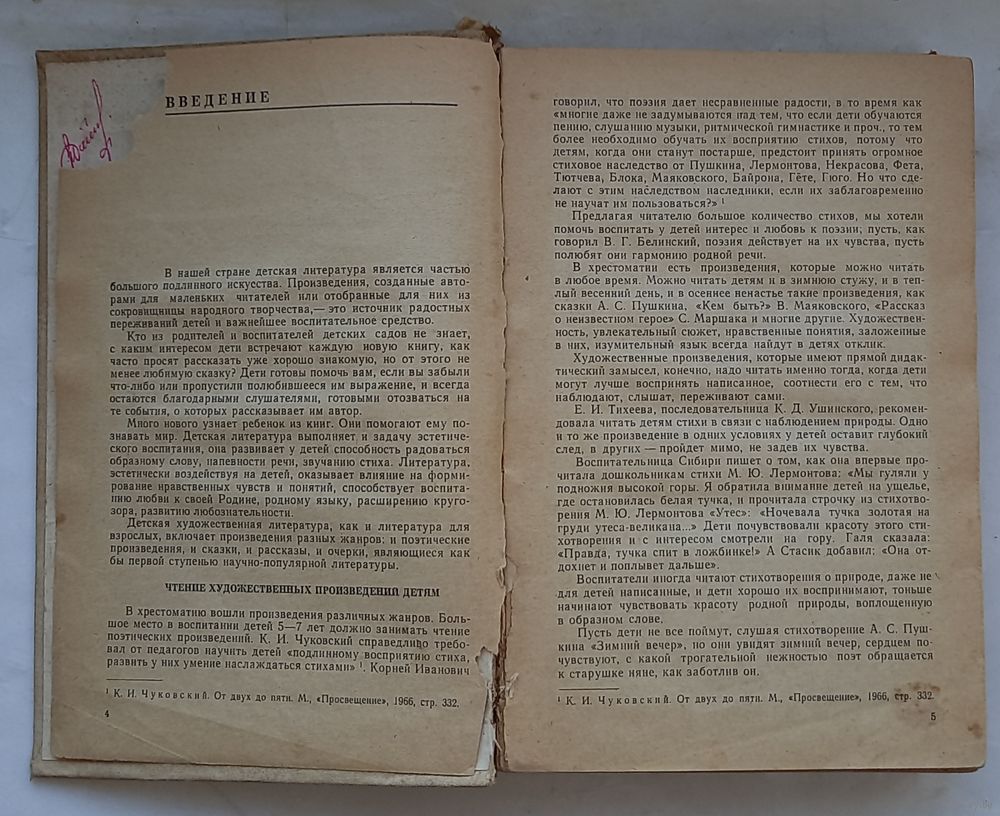 ВВЕДЕНИЕ
В нашей стране детская литература является частью
большого подлинного искусства. Произведения, созданные авто-
рами для маленьких читателей или отобранные для них из
сокровищницы народного творчества,— это источник радостных
переживаний детей и важнейшее воспитательное средство.
Кто из родителей и воспитателей детских садов не знает,
с каким интересом дети встречают каждую новую книгу, как
часто просят рассказать уже хорошо знакомую, но от этого не
менее любимую сказку? Дети готовы помочь вам, если вы забыли
что-либо или пропустили полюбившееся им выражение, и всегда
остаются благодарными слушателями, готовыми отозваться на
те события, о которых рассказывает им автор.
Много нового узнает ребенок из книг. Они помогают ему по-
знавать мир. Детская литература выполняет и задачу эстетиче-
ского воспитания, она развивает у детей способность радоваться
образному слову, напевности речи, звучанию стиха. Литература,
эстетически воздействуя на детей, оказывает влияние на форми-
рование нравственных чувств и понятий, способствует воспита-
нию любви к своей Родине, родному языку, расширению круго-
зора, развитию любознательности.
Детская художественная литература, как и литература для
взрослых, включает произведения разных жанров: и поэтические
произведения, и сказки, и рассказы, и очерки, являющиеся как
бы первой ступенью научно-популярной литературы.
ЧТЕНИЕ ХУДОЖЕСТВЕННЫХ ПРОИЗВЕДЕНИЙ ДЕТЯМ
В хрестоматию вошли произведения различных жанров. Боль-
шое место в воспитании детей 5—7 лет должно занимать чтение
поэтических произведений. К. И. Чуковский справедливо требо-
вал от педагогов научить детей «подлинному восприятию стиха,
развить у них умение наслаждаться стихами» ¹. Корней Иванович
¹ К. И. Чуковский. От двух до пяти. М., «Просвещение», 1966, стр. 332.
4
говорил, что поэзия дает несравненные радости, в то время как
«многие даже не задумываются над тем, что если дети обучаются
пению, слушанию музыки, ритмической гимнастике и проч., то тем
более необходимо обучать их восприятию стихов, потому что
детям, когда они станут постарше, предстоит принять огромное
стиховое наследство от Пушкина, Лермонтова, Некрасова, Фета,
Тютчева, Блока, Маяковского, Байрона, Гёте, Гюго. Но что сде-
лают с этим наследством наследники, если их заблаговременно
не научат им пользоваться?» ¹
Предлагая читателю большое количество стихов, мы хотели
помочь воспитать у детей интерес и любовь к поэзии; пусть, как
говорил В. Г. Белинский, поэзия действует на их чувства, пусть
полюбят они гармонию родной речи.
В хрестоматии есть произведения, которые можно читать
в любое время. Можно читать детям и в зимнюю стужу, и в теп-
лый весенний день, и в осеннее ненастье такие произведения, как
сказки А. С. Пушкина, «Кем быть?» В. Маяковского, «Рассказ
о неизвестном герое» С. Маршака и многие другие. Художествен-
ность, увлекательный сюжет, нравственные понятия, заложенные
в них, изумительный язык всегда найдут в детях отклик.
Художественные произведения, которые имеют прямой дидак-
тический замысел, конечно, надо читать именно тогда, когда дети
могут лучше воспринять написанное, соотнести его с тем, что
наблюдают, слышат, переживают сами.
Е. И. Тихеева, последовательница К. Д. Ушинского, рекомен-
довала читать детям стихи в связи с наблюдением природы. Одно
и то же произведение в одних условиях у детей оставит глубокий
след, в других — пройдет мимо, не задев их чувства.
Воспитательница Сибири пишет о том, как она впервые про-
читала дошкольникам стихи М. Ю. Лермонтова: «Мы гуляли у
подножия высокой горы. Я обратила внимание детей на ущелье,
где остановилась белая тучка, и прочитала строчку из стихотво-
рения М. Ю. Лермонтова «Утес»: «Ночевала тучка золотая на
груди утеса-великана...» Дети почувствовали красоту этого сти-
хотворения и с интересом смотрели на гору. Галя сказала:
«Правда, тучка спит в ложбинке!» А Стасик добавил: «Она от-
дохнет и поплывет дальше».
Воспитатели иногда читают стихотворения о природе, даже не
для детей написанные, и дети хорошо их воспринимают, тоньше
начинают чувствовать красоту родной природы, воплощенную
в образном слове.
Пусть дети не все поймут, слушая стихотворение А. С. Пуш-
кина «Зимний вечер», но они увидят зимний вечер, сердцем по-
чувствуют, с какой трогательной нежностью поэт обращается
к старушке няне, как заботлив он.
¹ К. И. Чуковский. От двух до пяти. М., «Просвещение», 1966, стр. 332.
5